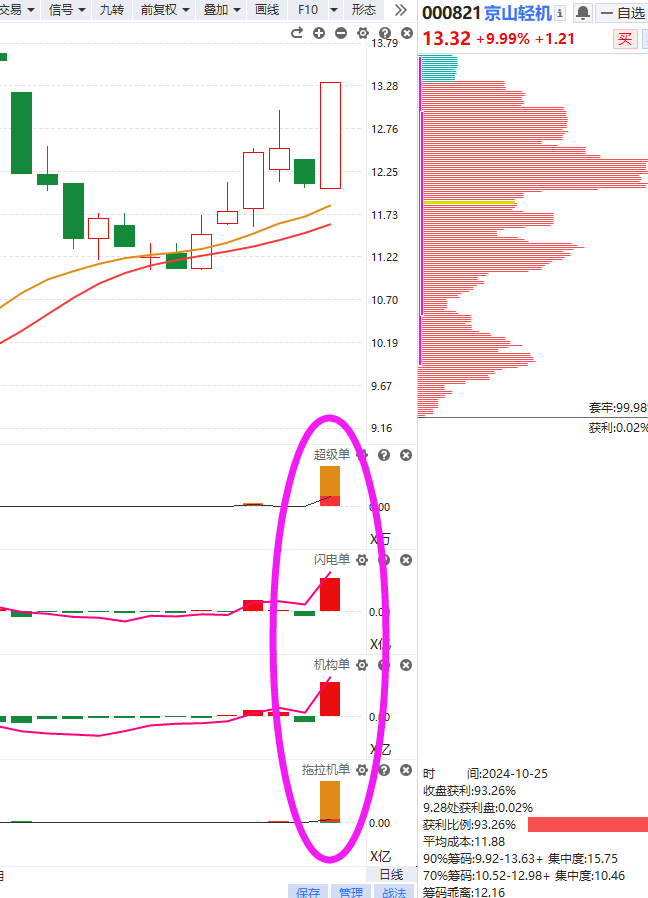 交易 信号 九转 前复权 叠加 画线 F10 形态
000821 京山轻机 自选
13.32 +9.99% +1.21 买
13.79
13.28
12.76
12.25
11.73
11.22
10.70
10.19
9.67
9.16
套牢:99.98%
获利:0.02%
超级单
0.00
X万
闪电单
0.00
X亿
机构单
0.00
X亿
拖拉机单
0.00
X亿
日线
保存 管理 战法
时 间:2024-10-25
收盘获利:93.26%
9.28处获利盘:0.02%
获利比例:93.26%
平均成本:11.88
90%筹码:9.92-13.63+ 集中度:15.75
70%筹码:10.52-12.98+ 集中度:10.46
筹码乖离:12.16